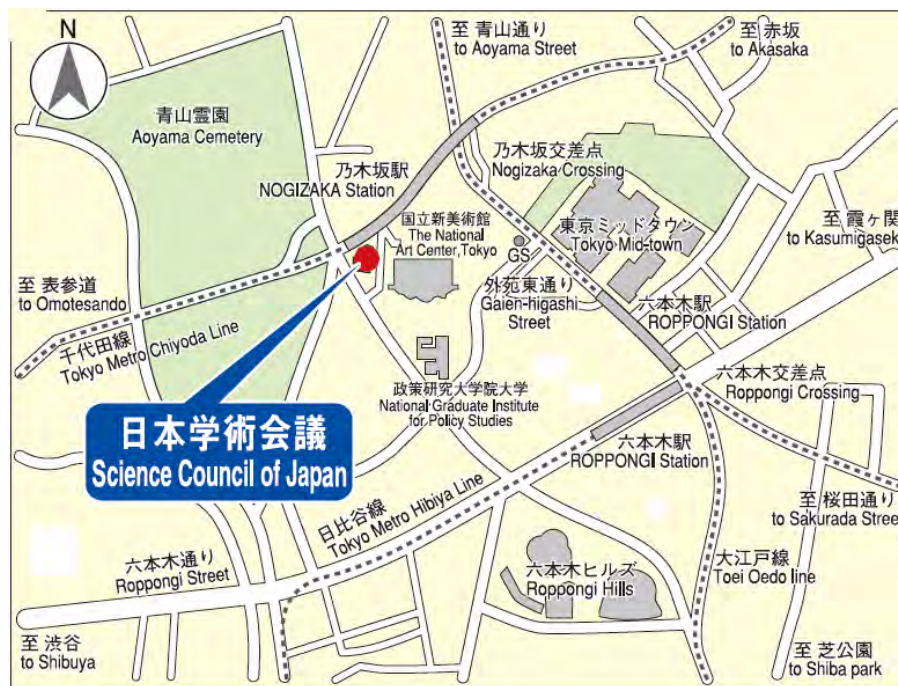 N
至 青山通り
to Aoyama Street
至 赤坂
to Akasaka
青山霊園
Aoyama Cemetery
乃木坂駅
NOGIZAKA Station
乃木坂交差点
Nogizaka Crossing
国立新美術館
The National
Art Center,Tokyo
東京ミッドタウン
Tokyo Mid-town
GS
至 霞ヶ関
to Kasumigasek
至 表参道
to Omotesando
外苑東通り
Gaien-higashi
Street
六本木駅
ROPPONGI Station
千代田線
Tokyo Metro Chiyoda Line
政策研究大学院大学
National Graduate Institute
for Policy Studies
六本木交差点
Roppongi Crossing
日本学術会議
Science Council of Japan
六本木駅
ROPPONGI Station
日比谷線
Tokyo Metro Hibiya Line
至 桜田通り
to Sakurada Street
六本木通り
Roppongi Street
六本木ヒルズ
Roppongi Hills
大江戸線
Toei Oedo line
至 渋谷
to Shibuya
至 芝公園
to Shiba park